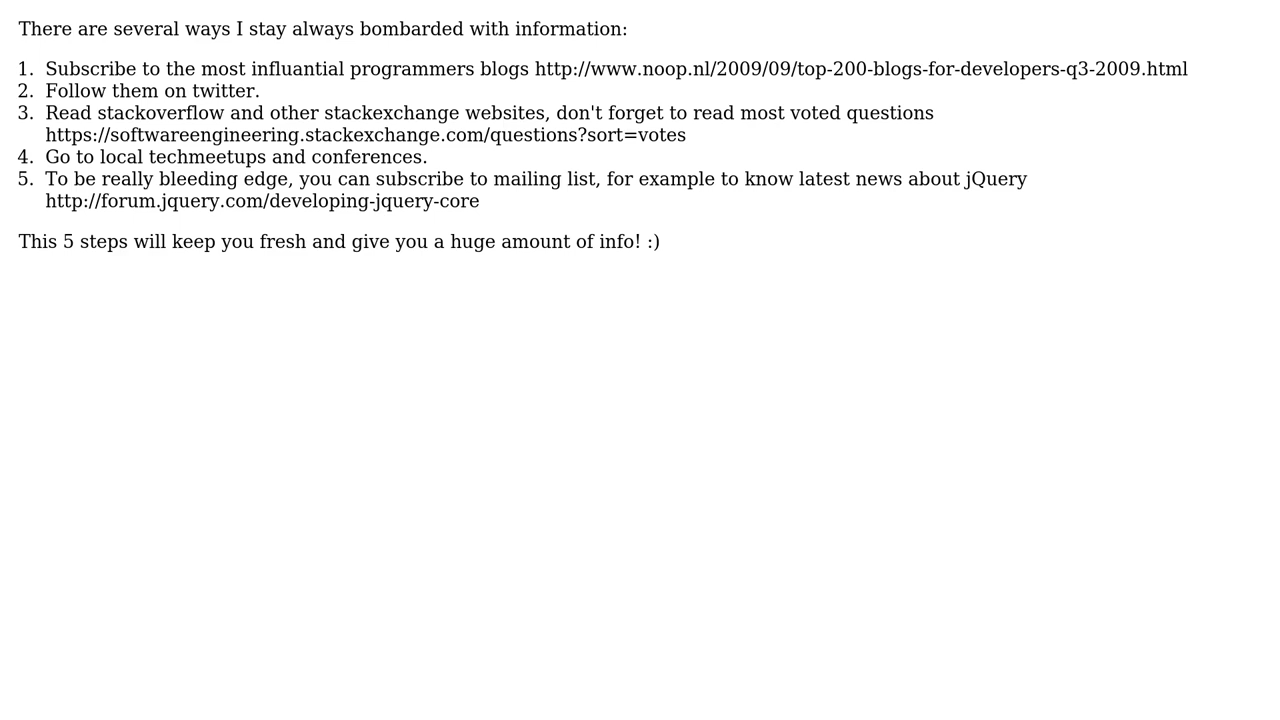 There are several ways I stay always bombarded with information:
1. Subscribe to the most influantial programmers blogs http://www.noop.nl/2009/09/top-200-blogs-for-developers-q3-2009.html
2. Follow them on twitter.
3. Read stackoverflow and other stackexchange websites, don't forget to read most voted questions
https://softwareengineering.stackexchange.com/questions?sort=votes
4. Go to local techmeetups and conferences.
5. To be really bleeding edge, you can subscribe to mailing list, for example to know latest news about jQuery
http://forum.jquery.com/developing-jquery-core
This 5 steps will keep you fresh and give you a huge amount of info! :)